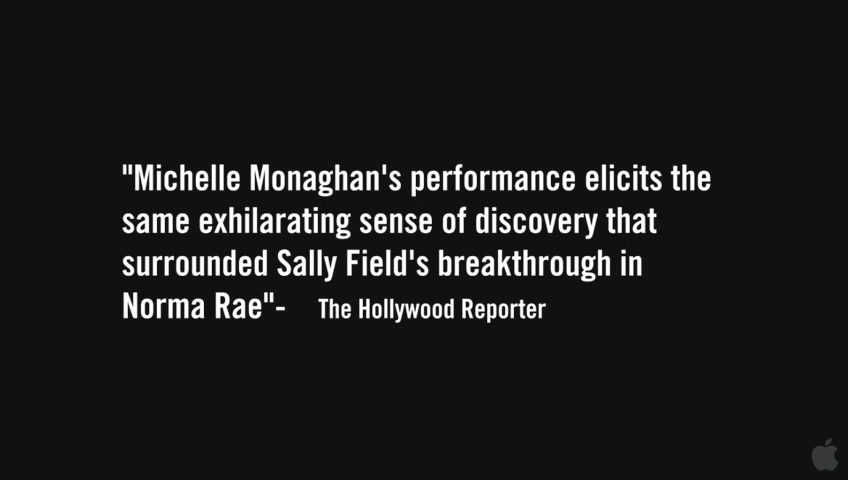 "Michelle Monaghan's performance elicits the
same exhilarating sense of discovery that
surrounded Sally Field's breakthrough in
Norma Rae"- The Hollywood Reporter